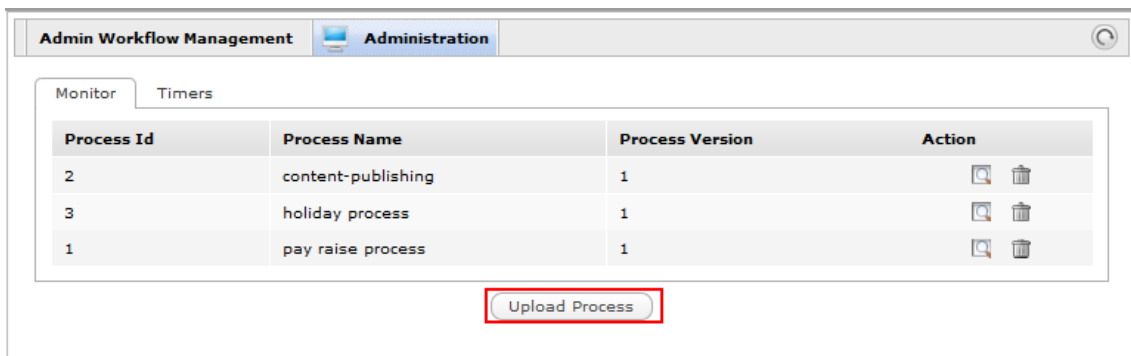 Admin Workflow Management Administration
Monitor Timers
Process Id Process Name Process Version Action
2 content-publishing 1
3 holiday process 1
1 pay raise process 1
Upload Process